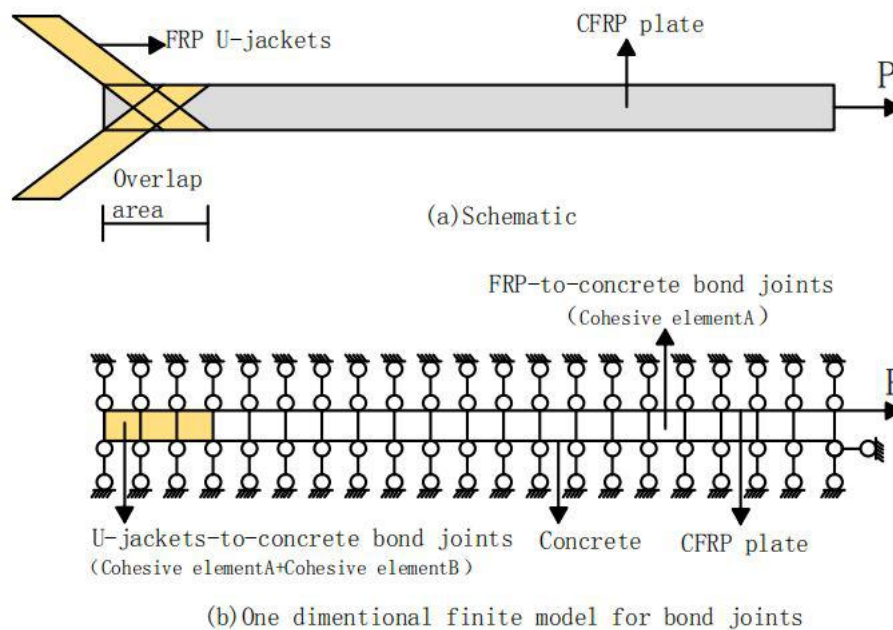 FRP U-jackets
CFRP plate
P
Overlap
area
(a)Schematic
FRP-to-concrete bond joints
(Cohesive elementA)
P
U-jackets-to-concrete bond joints
(Cohesive elementA+Cohesive elementB)
Concrete
CFRP plate
(b)One dimentional finite model for bond joints